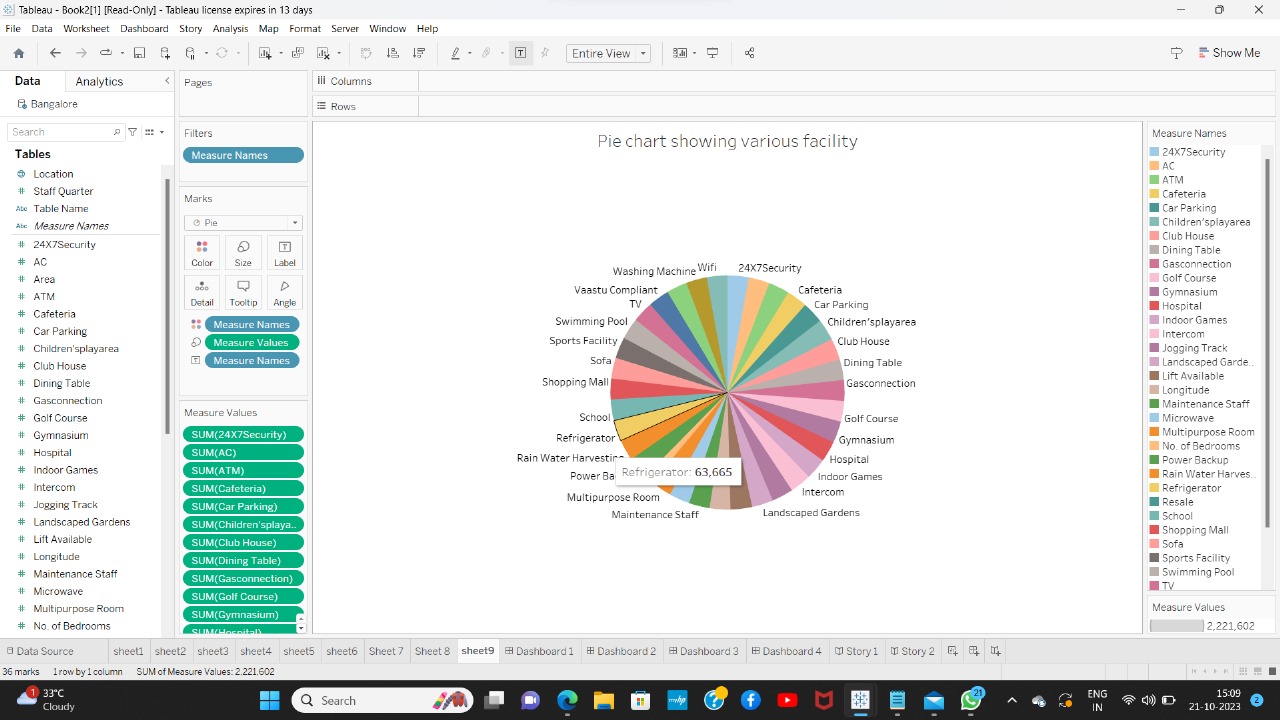 Tableau - Book2[1] [Read-Only] - Tableau license expires in 13 days
File Data Worksheet Dashboard Story Analysis Map Format Server Window Help
Entire View
Show Me
Data Analytics
Bangalore
Search
Tables
Location
Staff Quarter
Abc Table Name
Abc Measure Names
24X7Security
AC
Area
ATM
Cafeteria
Car Parking
Children'splayarea
Club House
Dining Table
Gasconnection
Golf Course
Gymnasium
Hospital
Indoor Games
Intercom
Jogging Track
Landscaped Gardens
Lift Available
Longitude
Maintenance Staff
Microwave
Multipurpose Room
No. of Bedrooms
Pages
Filters
Measure Names
Marks
Pie
Color Size Label
Detail Tooltip Angle
Measure Names
Measure Values
Measure Names
Measure Values
SUM(24X7Security)
SUM(AC)
SUM(ATM)
SUM(Cafeteria)
SUM(Car Parking)
SUM(Children'splaya..
SUM(Club House)
SUM(Dining Table)
SUM(Gasconnection)
SUM(Golf Course)
SUM(Gymnasium)
SUM(Hospital)
Columns
Rows
Pie chart showing various facility
Wifi
24X7Security
Washing Machine
Vaastu Compliant
Cafeteria
TV
Car Parking
Swimming Pool
Children'splayarea
Sports Facility
Club House
Sofa
Dining Table
Shopping Mall
Gasconnection
School
Golf Course
Refrigerator
Gymnasium
Rain Water Harvesting
Hospital
Power Ba
Refrigerator: 63,665
Indoor Games
Multipurpose Room
Intercom
Maintenance Staff
Landscaped Gardens
Measure Names
24X7Security
AC
ATM
Cafeteria
Car Parking
Children'splayarea
Club House
Dining Table
Gasconnection
Golf Course
Gymnasium
Hospital
Indoor Games
Intercom
Jogging Track
Landscaped Garde..
Lift Available
Longitude
Maintenance Staff
Microwave
Multipurpose Room
No. of Bedrooms
Power Backup
Rain Water Harves..
Refrigerator
Resale
School
Shopping Mall
Sofa
Sports Facility
Swimming Pool
TV
Measure Values
2,221,602
Data Source sheet1 sheet2 sheet3 sheet4 sheet5 sheet6 Sheet 7 Sheet 8 sheet9 Dashboard 1 Dashboard 2 Dashboard 3 Dashboard 4 Story 1 Story 2
36 marks 1 row by 1 column SUM of Measure Values: 2,221,602
1
33°C
Cloudy
Search
mhp
21
ENG
IN
15:09
21-10-2023
2